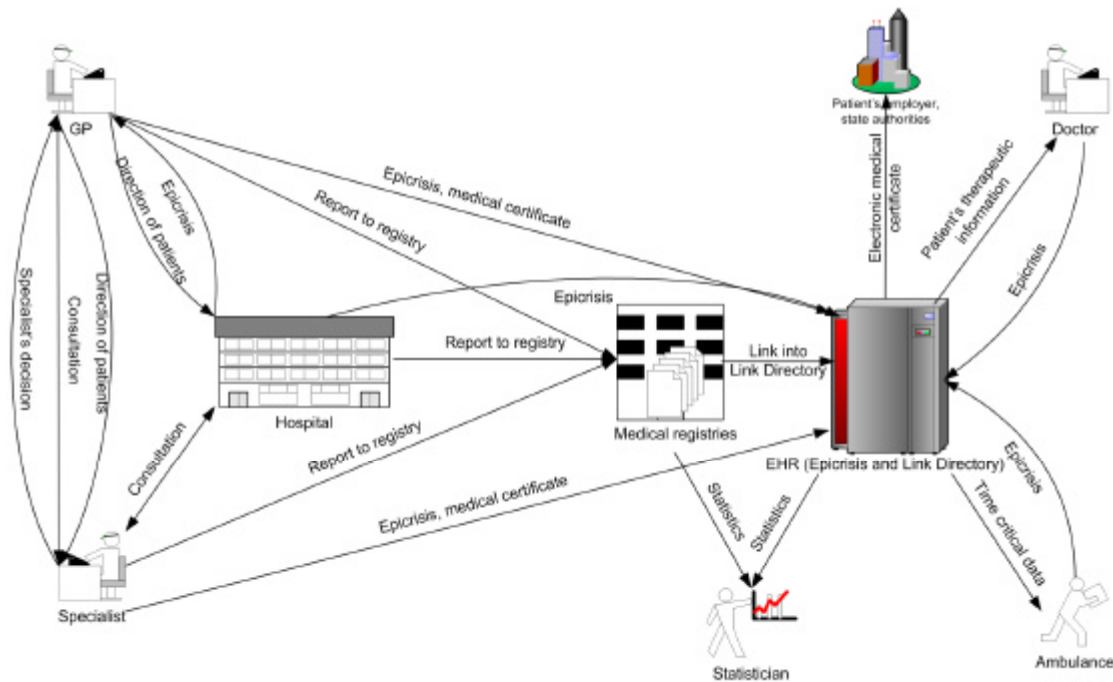 GP
Patient's employer,
state authorities
Doctor
Direction of patients
Epicrisis
Epicrisis, medical certificate
Report to registry
Electronic medical
certificate
Patient's therapeutic
information
Epicrisis
Specialist's decision
Consultation
Direction of patients
Epicrisis
Report to registry
Link into
Link Directory
Hospital
Medical registries
EHR (Epicrisis and Link Directory)
Consultation
Report to registry
Epicrisis, medical certificate
Statistics
Statistics
Time critical data
Epicrisis
Specialist
Statistician
Ambulance